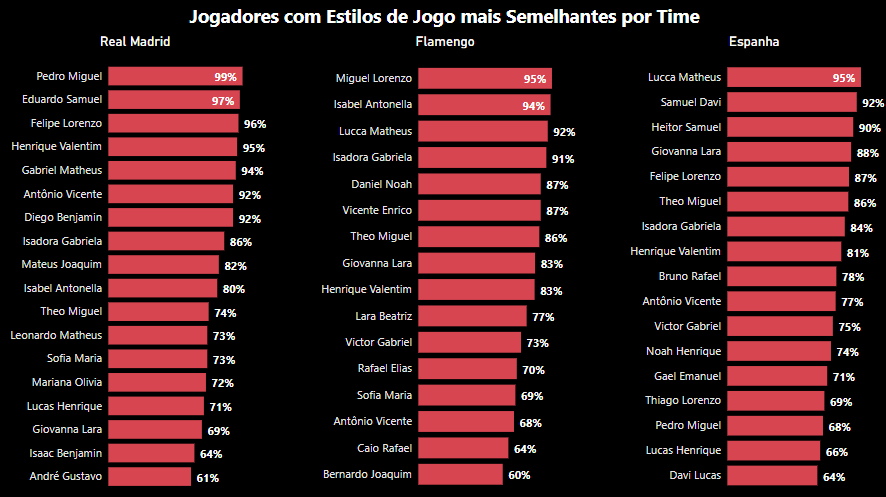 Jogadores com Estilos de Jogo mais Semelhantes por Time
Real Madrid
Pedro Miguel 99%
Eduardo Samuel 97%
Felipe Lorenzo 96%
Henrique Valentim 95%
Gabriel Matheus 94%
Antônio Vicente 92%
Diego Benjamin 92%
Isadora Gabriela 86%
Mateus Joaquim 82%
Isabel Antonella 80%
Theo Miguel 74%
Leonardo Matheus 73%
Sofia Maria 73%
Mariana Olivia 72%
Lucas Henrique 71%
Giovanna Lara 69%
Isaac Benjamin 64%
André Gustavo 61%
Flamengo
Miguel Lorenzo 95%
Isabel Antonella 94%
Lucca Matheus 92%
Isadora Gabriela 91%
Daniel Noah 87%
Vicente Enrico 87%
Theo Miguel 86%
Giovanna Lara 83%
Henrique Valentim 83%
Lara Beatriz 77%
Victor Gabriel 73%
Rafael Elias 70%
Sofia Maria 69%
Antônio Vicente 68%
Caio Rafael 64%
Bernardo Joaquim 60%
Espanha
Lucca Matheus 95%
Samuel Davi 92%
Heitor Samuel 90%
Giovanna Lara 88%
Felipe Lorenzo 87%
Theo Miguel 86%
Isadora Gabriela 84%
Henrique Valentim 81%
Bruno Rafael 78%
Antônio Vicente 77%
Victor Gabriel 75%
Noah Henrique 74%
Gael Emanuel 71%
Thiago Lorenzo 69%
Pedro Miguel 68%
Lucas Henrique 66%
Davi Lucas 64%